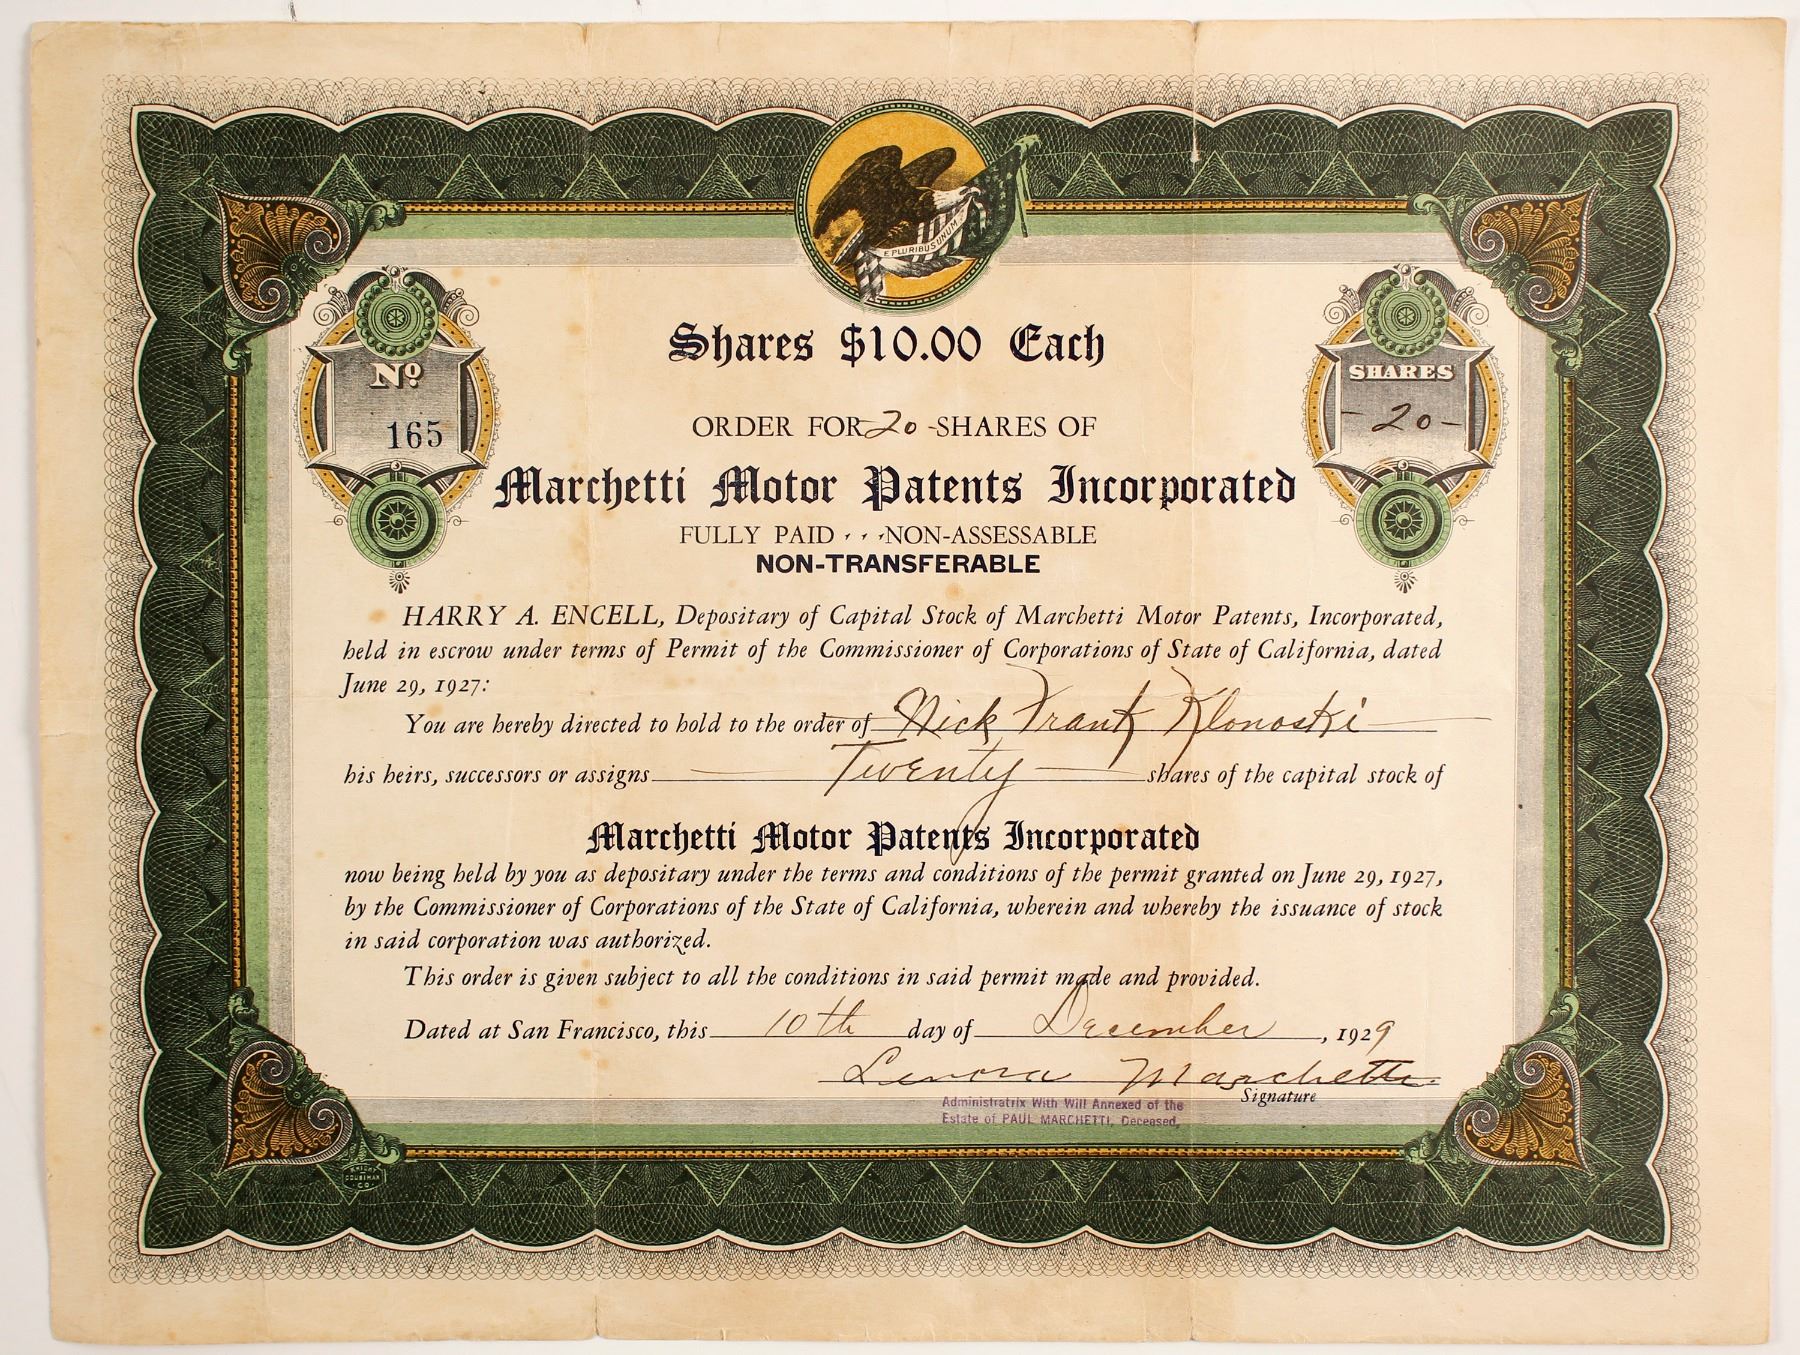 E PLURIBUS UNUM
Shares $10.00 Each
Nº
165
SHARES
- 20 -
ORDER FOR - 20 - SHARES OF
Marchetti Motor Patents Incorporated
FULLY PAID . . . NON-ASSESSABLE
NON-TRANSFERABLE
HARRY A. ENCELL, Depositary of Capital Stock of Marchetti Motor Patents, Incorporated,
held in escrow under terms of Permit of the Commissioner of Corporations of State of California, dated
June 29, 1927:
You are hereby directed to hold to the order of Nick Frank Klonoski
his heirs, successors or assigns Twenty shares of the capital stock of
Marchetti Motor Patents Incorporated
now being held by you as depositary under the terms and conditions of the permit granted on June 29, 1927,
by the Commissioner of Corporations of the State of California, wherein and whereby the issuance of stock
in said corporation was authorized.
This order is given subject to all the conditions in said permit made and provided.
Dated at San Francisco, this 10th day of December, 1929
Lenora Marchetti.
Signature
Administratrix With Will Annexed of the
Estate of PAUL MARCHETTI, Deceased,
KNIGHT
COUNIHAN
CO